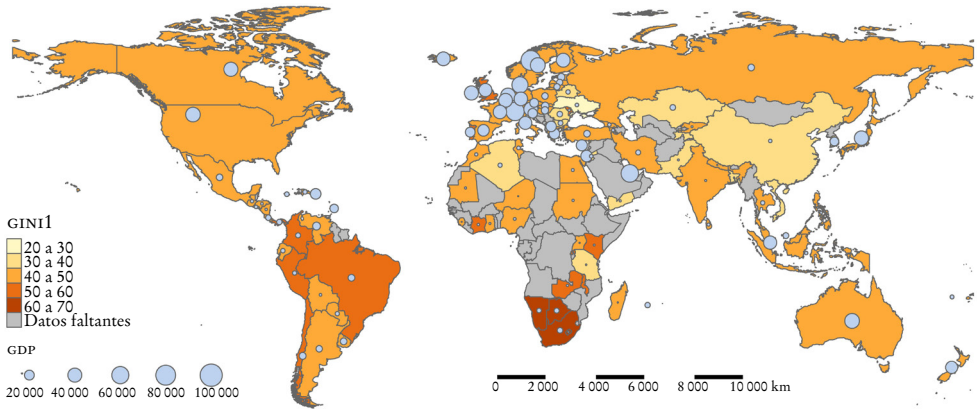 GINI1
20 a 30
30 a 40
40 a 50
50 a 60
60 a 70
Datos faltantes
GDP
20 000 40 000 60 000 80 000 100 000
0 2 000 4 000 6 000 8 000 10 000 km